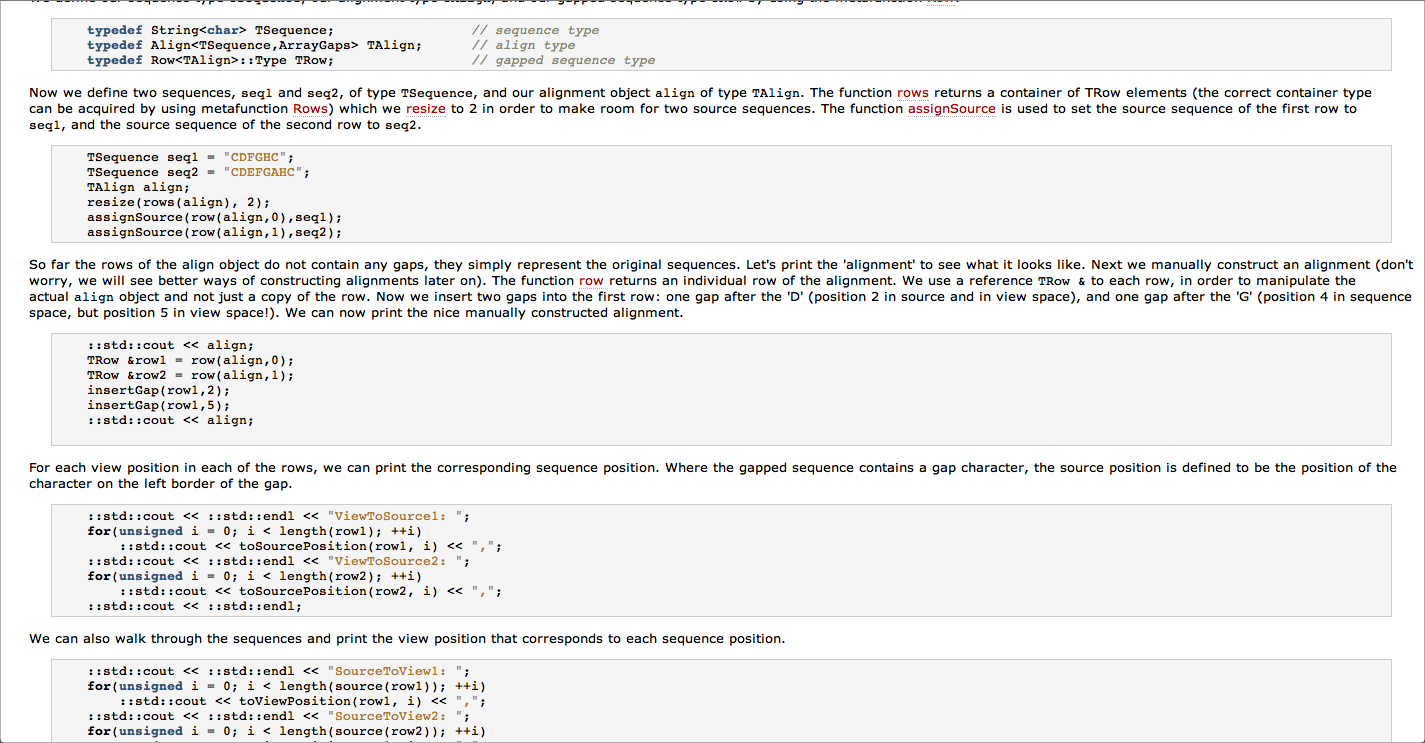 typedef String<char> TSequence; // sequence type
typedef Align<TSequence,ArrayGaps> TAlign; // align type
typedef Row<TAlign>::Type TRow; // gapped sequence type
Now we define two sequences, seq1 and seq2, of type TSequence, and our alignment object align of type TAlign. The function rows returns a container of TRow elements (the correct container type
can be acquired by using metafunction Rows) which we resize to 2 in order to make room for two source sequences. The function assignSource is used to set the source sequence of the first row to
seq1, and the source sequence of the second row to seq2.
TSequence seq1 = "CDFGHC";
TSequence seq2 = "CDEFGAHC";
TAlign align;
resize(rows(align), 2);
assignSource(row(align,0),seq1);
assignSource(row(align,1),seq2);
So far the rows of the align object do not contain any gaps, they simply represent the original sequences. Let's print the 'alignment' to see what it looks like. Next we manually construct an alignment (don't
worry, we will see better ways of constructing alignments later on). The function row returns an individual row of the alignment. We use a reference TRow & to each row, in order to manipulate the
actual align object and not just a copy of the row. Now we insert two gaps into the first row: one gap after the 'D' (position 2 in source and in view space), and one gap after the 'G' (position 4 in sequence
space, but position 5 in view space!). We can now print the nice manually constructed alignment.
::std::cout << align;
TRow &row1 = row(align,0);
TRow &row2 = row(align,1);
insertGap(row1,2);
insertGap(row1,5);
::std::cout << align;
For each view position in each of the rows, we can print the corresponding sequence position. Where the gapped sequence contains a gap character, the source position is defined to be the position of the
character on the left border of the gap.
::std::cout << ::std::endl << "ViewToSource1: ";
for(unsigned i = 0; i < length(row1); ++i)
::std::cout << toSourcePosition(row1, i) << ",";
::std::cout << ::std::endl << "ViewToSource2: ";
for(unsigned i = 0; i < length(row2); ++i)
::std::cout << toSourcePosition(row2, i) << ",";
::std::cout << ::std::endl;
We can also walk through the sequences and print the view position that corresponds to each sequence position.
::std::cout << ::std::endl << "SourceToView1: ";
for(unsigned i = 0; i < length(source(row1)); ++i)
::std::cout << toViewPosition(row1, i) << ",";
::std::cout << ::std::endl << "SourceToView2: ";
for(unsigned i = 0; i < length(source(row2)); ++i)